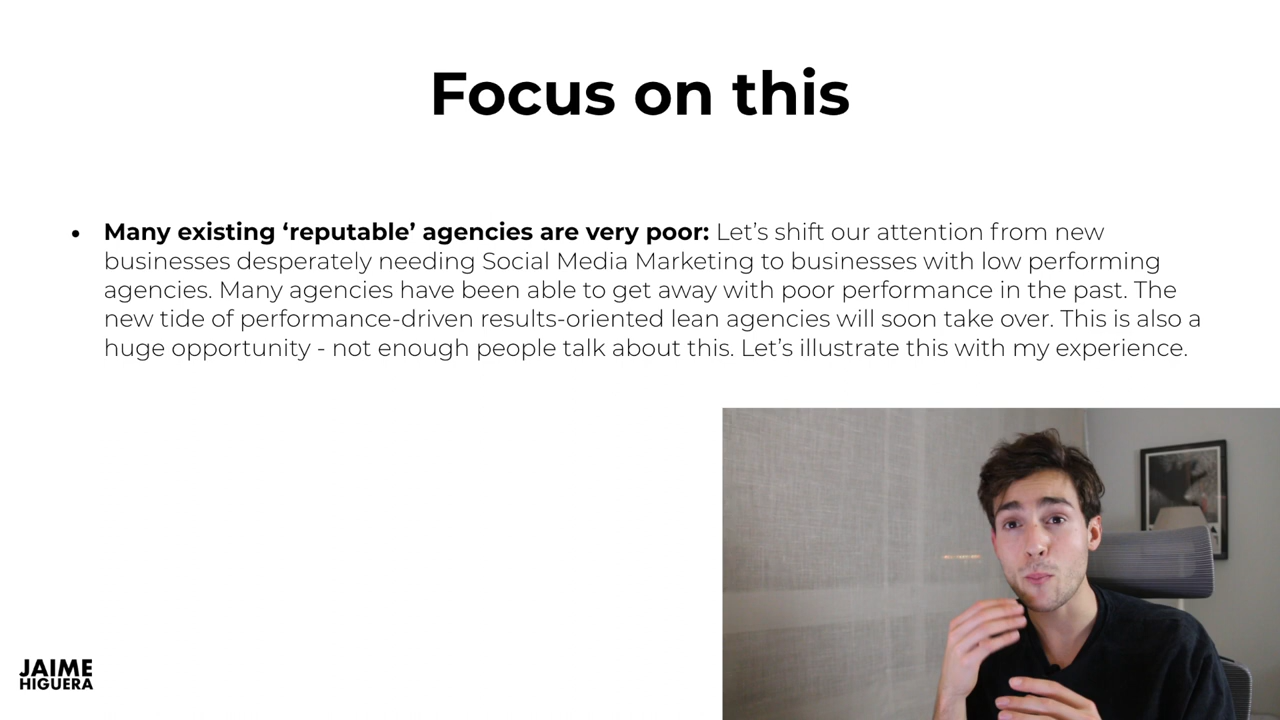 Focus on this
• Many existing ‘reputable’ agencies are very poor: Let’s shift our attention from new
businesses desperately needing Social Media Marketing to businesses with low performing
agencies. Many agencies have been able to get away with poor performance in the past. The
new tide of performance-driven results-oriented lean agencies will soon take over. This is also a
huge opportunity - not enough people talk about this. Let’s illustrate this with my experience.
JAIME
HIGUERA